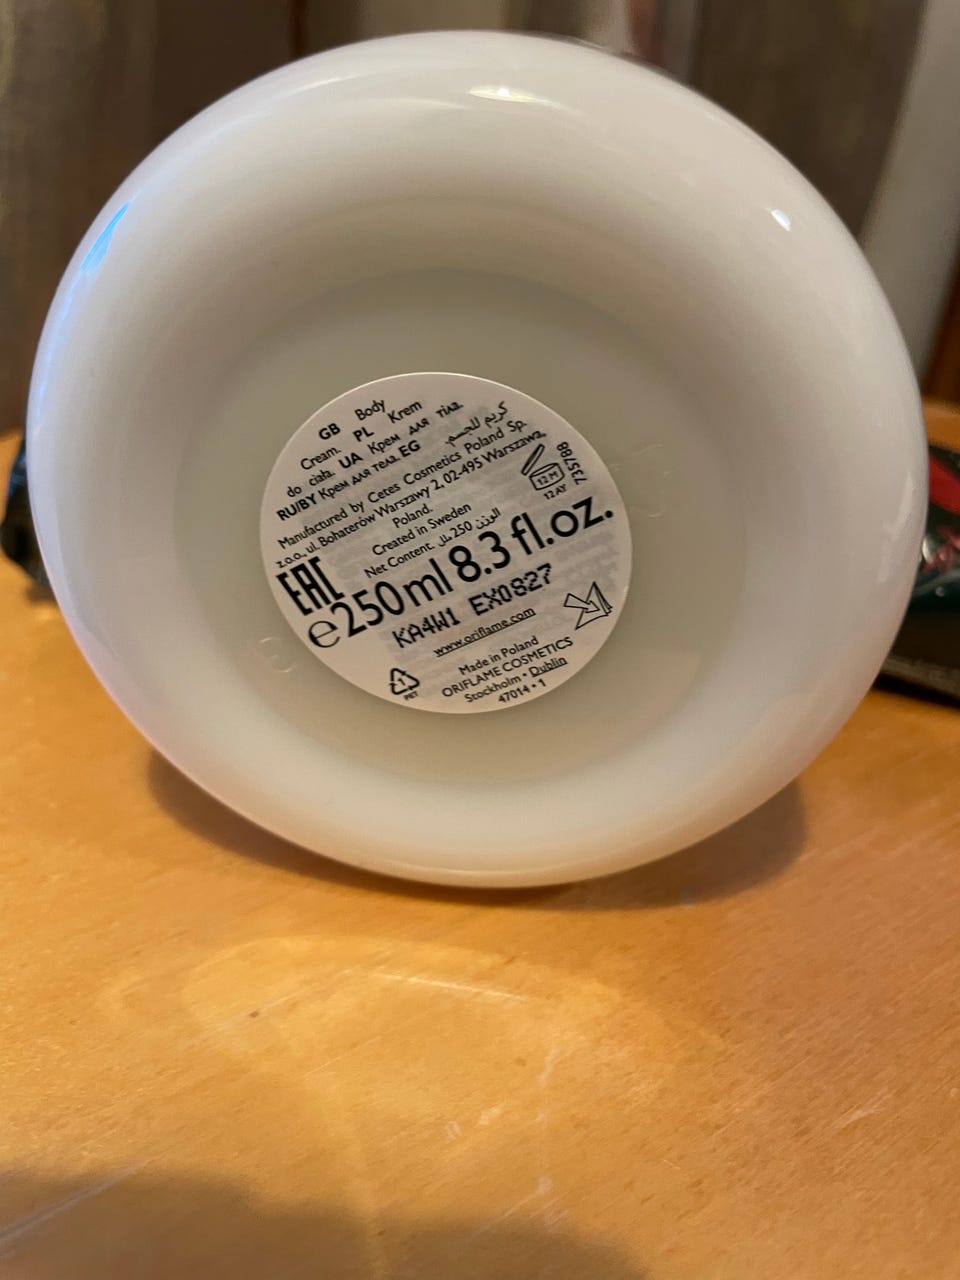 GB Body
Cream. PL Krem
do ciała. UA Крем для тіла.
RU/BY Крем для тела. EG كريم للجسم.
Manufactured by Cetes Cosmetics Poland Sp.
z.o.o., ul. Bohaterów Warszawy 2, 02-495 Warszawa,
Poland.
Created in Sweden
Net Content. الوزن 250 مل
EAC
e 250ml 8.3 fl.oz.
12 M
12 AY
735788
KA4W1 EX0827
www.oriflame.com
Made in Poland
ORIFLAME COSMETICS
Stockholm • Dublin
47014 • 1
1
PET